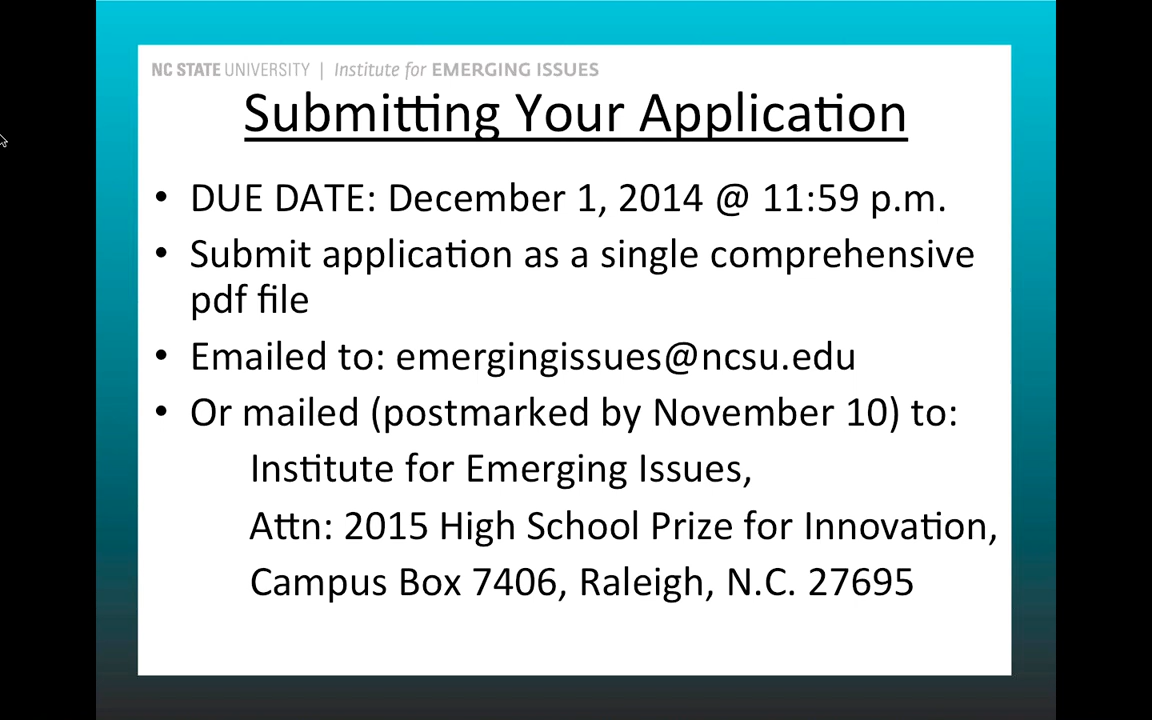 NC STATE UNIVERSITY | Institute for EMERGING ISSUES
Submitting Your Application
• DUE DATE: December 1, 2014 @ 11:59 p.m.
• Submit application as a single comprehensive
pdf file
• Emailed to: emergingissues@ncsu.edu
• Or mailed (postmarked by November 10) to:
Institute for Emerging Issues,
Attn: 2015 High School Prize for Innovation,
Campus Box 7406, Raleigh, N.C. 27695